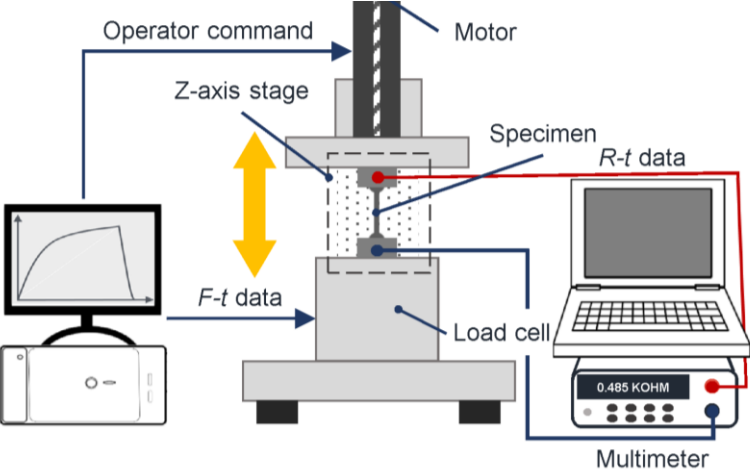 Operator command
Motor
Z-axis stage
Specimen
R-t data
F-t data
Load cell
0.485 KOHM
Multimeter